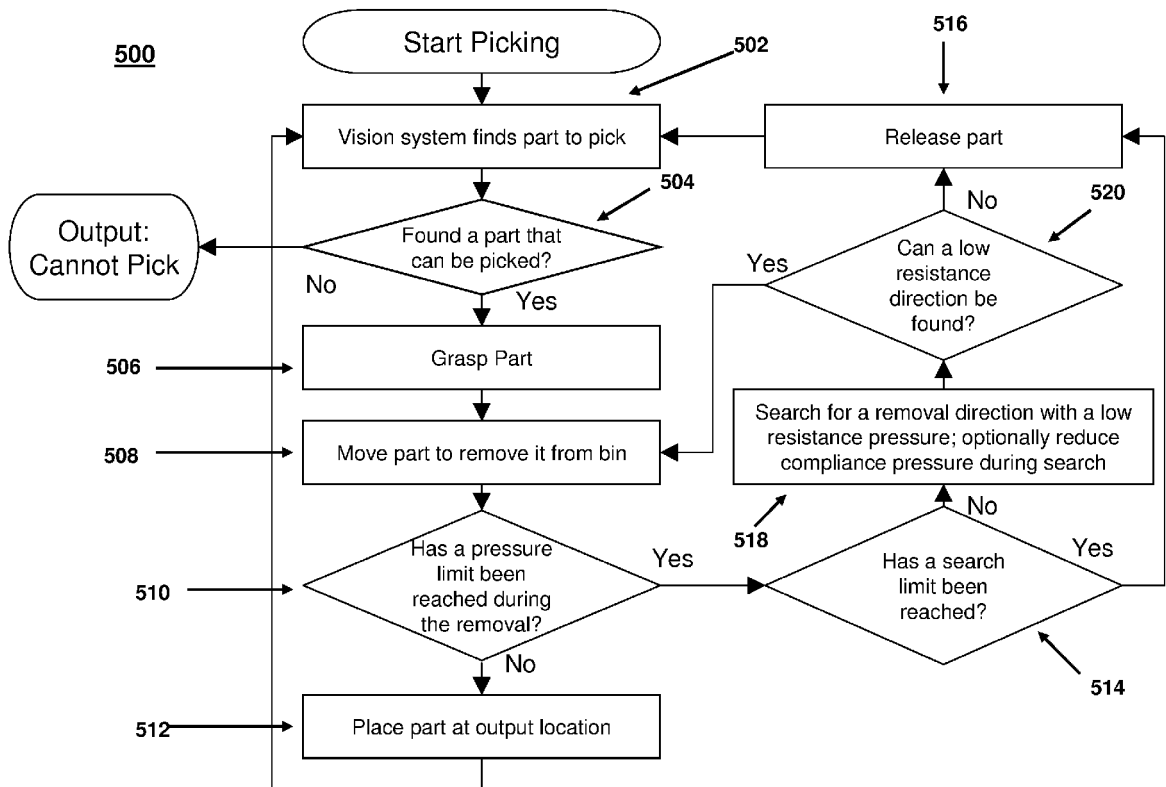 500
Start Picking
502
516
Vision system finds part to pick
Release part
504
520
Output:
Cannot Pick
Found a part that
can be picked?
No
Yes
No
Yes
Can a low
resistance
direction be
found?
506
Grasp Part
508
Move part to remove it from bin
Search for a removal direction with a low
resistance pressure; optionally reduce
compliance pressure during search
518
No
510
Has a pressure
limit been
reached during
the removal?
Yes
No
Has a search
limit been
reached?
Yes
514
512
Place part at output location